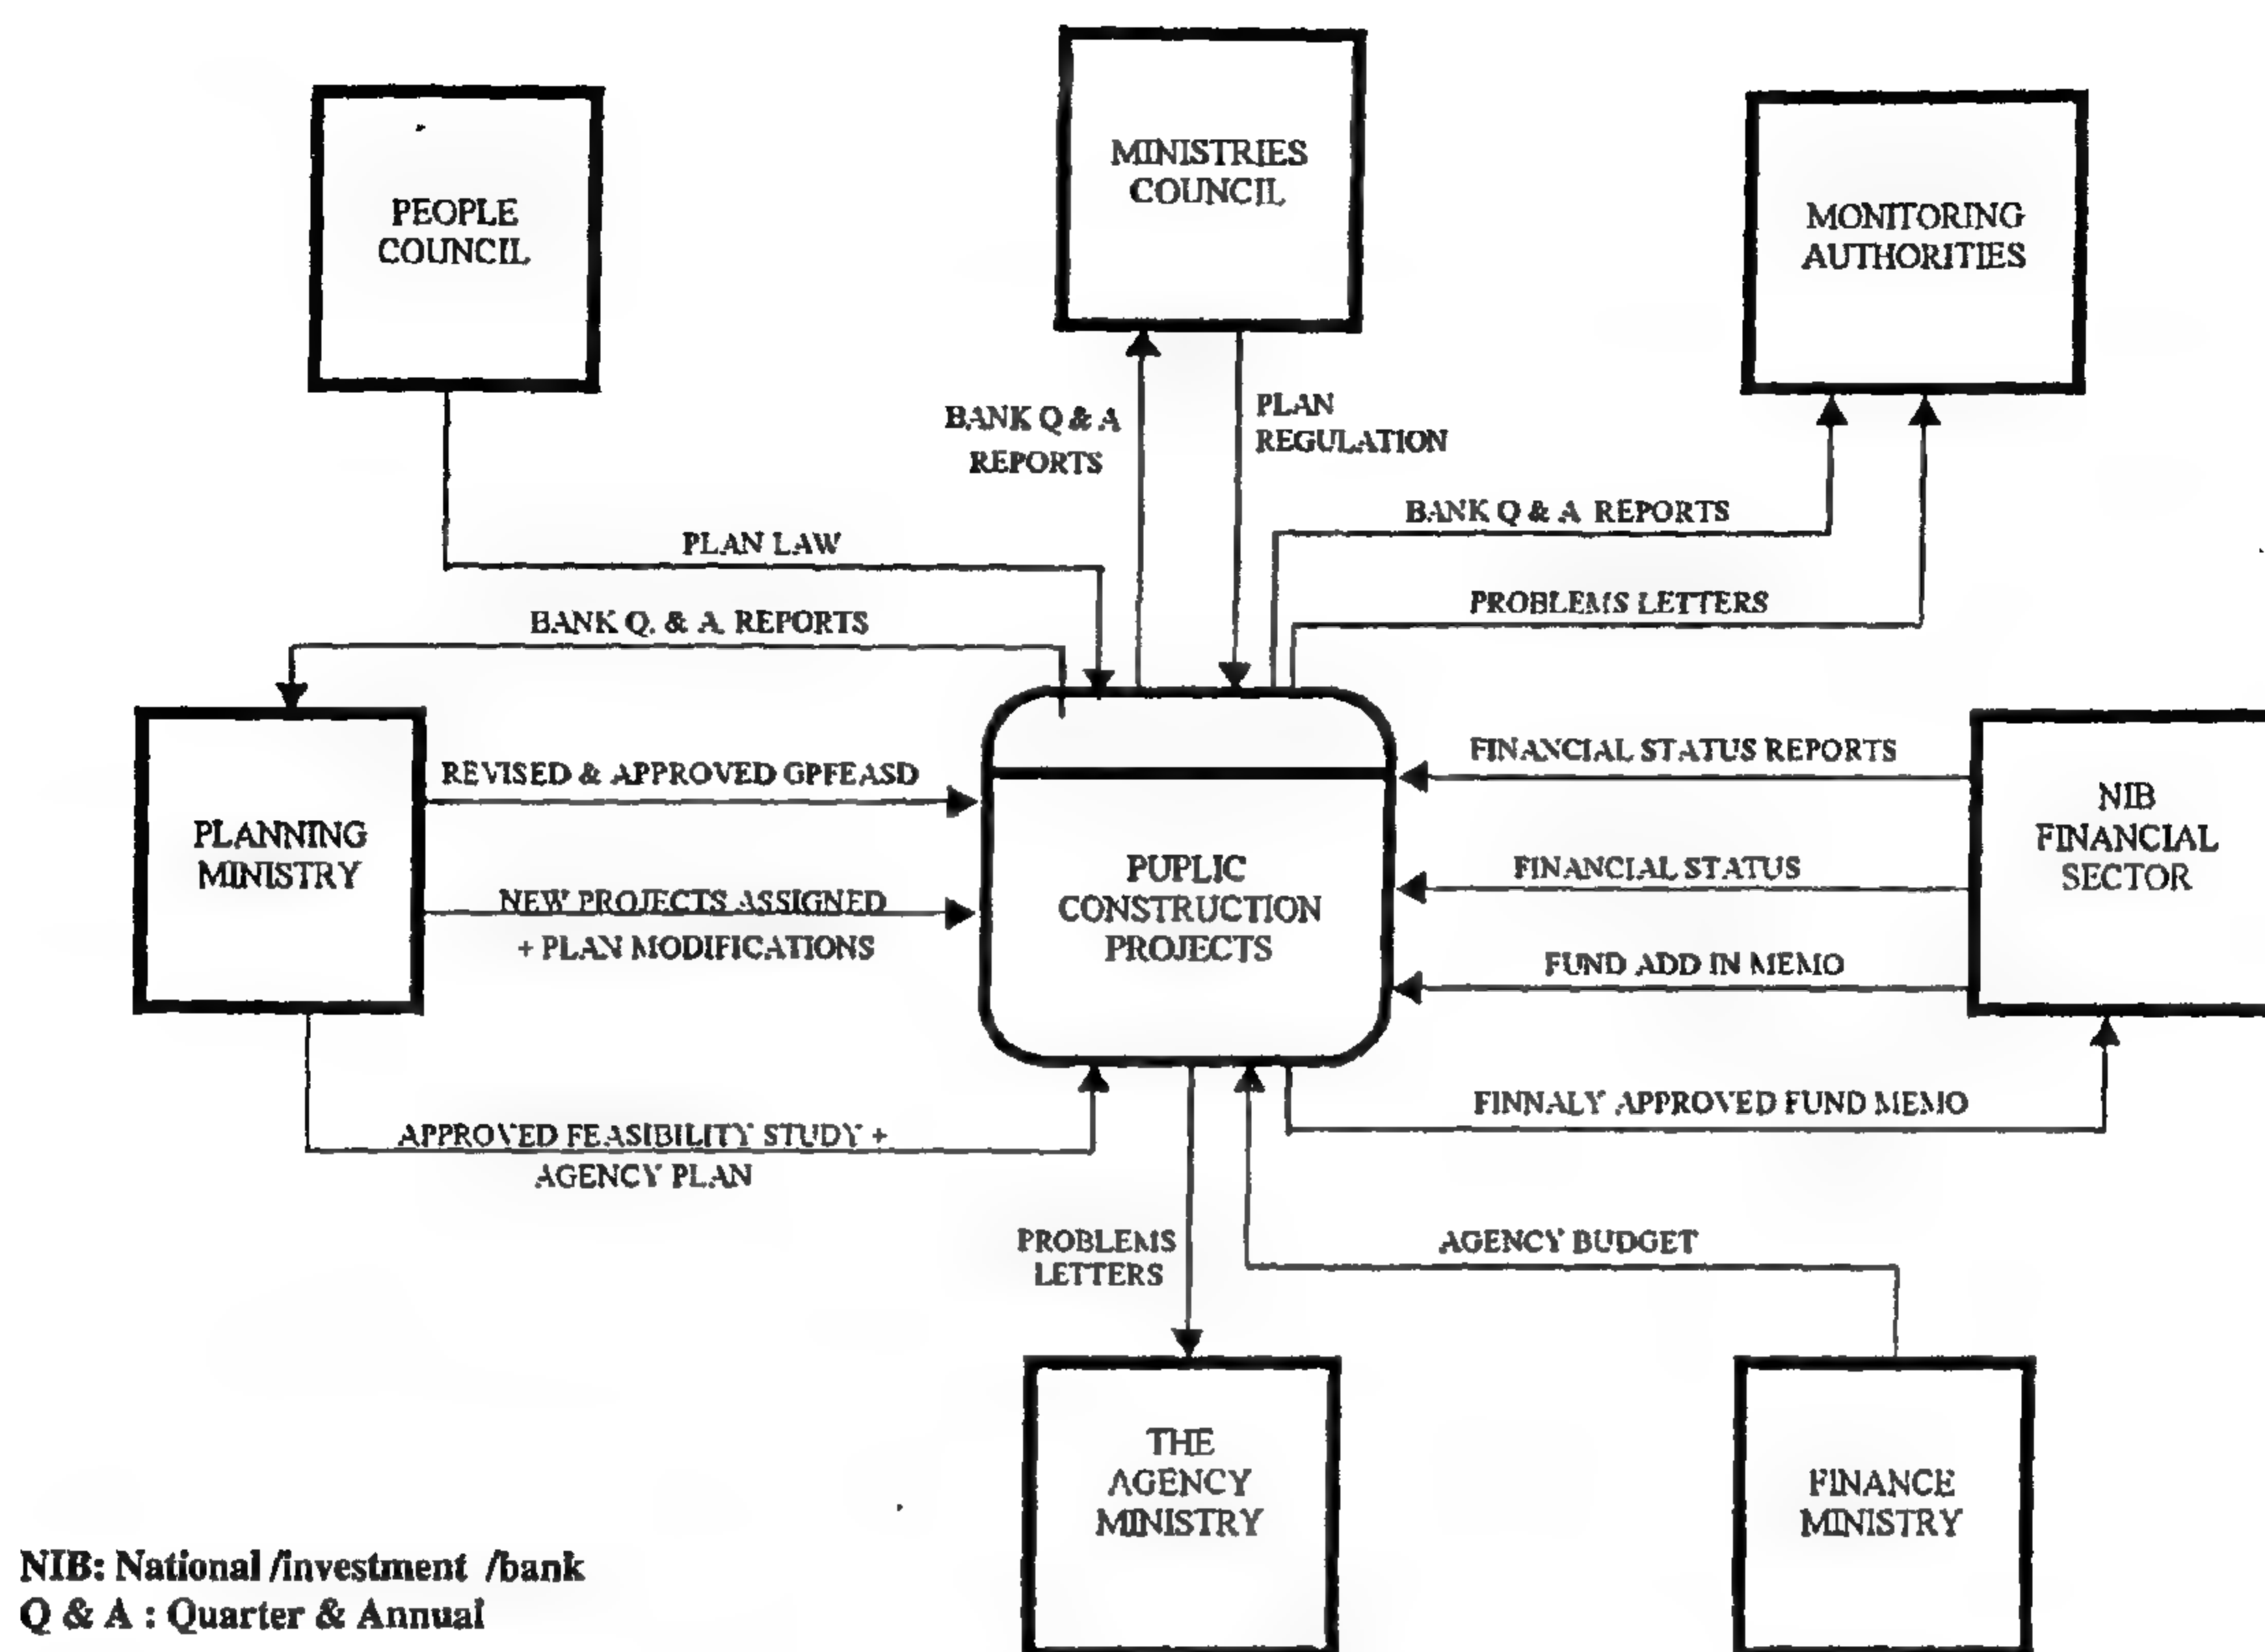 MINISTRIES
COUNCIL
PEOPLE
COUNCIL
MONITORING
AUTHORITIES
BANK Q & A
REPORTS
PLAN
REGULATION
BANK Q & A REPORTS
PLAN LAW
PROBLEMS LETTERS
BANK Q. & A. REPORTS
REVISED & APPROVED GPFEASD
FINANCIAL STATUS REPORTS
PLANNING
MINISTRY
NIB
FINANCIAL
SECTOR
PUPLIC
CONSTRUCTION
PROJECTS
FINANCIAL STATUS
NEW PROJECTS ASSIGNED
+ PLAN MODIFICATIONS
FUND ADD IN MEMO
FINNALY APPROVED FUND MEMO
APPROVED FEASIBILITY STUDY +
AGENCY PLAN
PROBLEMS
LETTERS
AGENCY BUDGET
THE
AGENCY
MINISTRY
FINANCE
MINISTRY
NIB: National /investment /bank
Q & A : Quarter & Annual